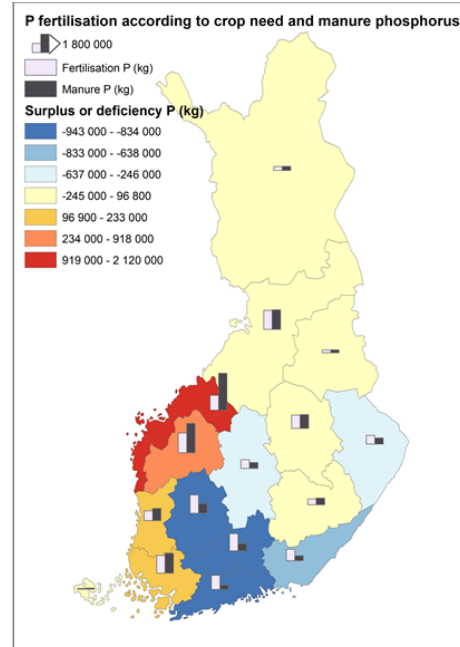 P fertilisation according to crop need and manure phosphorus
1 800 000
Fertilisation P (kg)
Manure P (kg)
Surplus or deficiency P (kg)
-943 000 - -834 000
-833 000 - -638 000
-637 000 - -246 000
-245 000 - 96 800
96 900 - 233 000
234 000 - 918 000
919 000 - 2 120 000